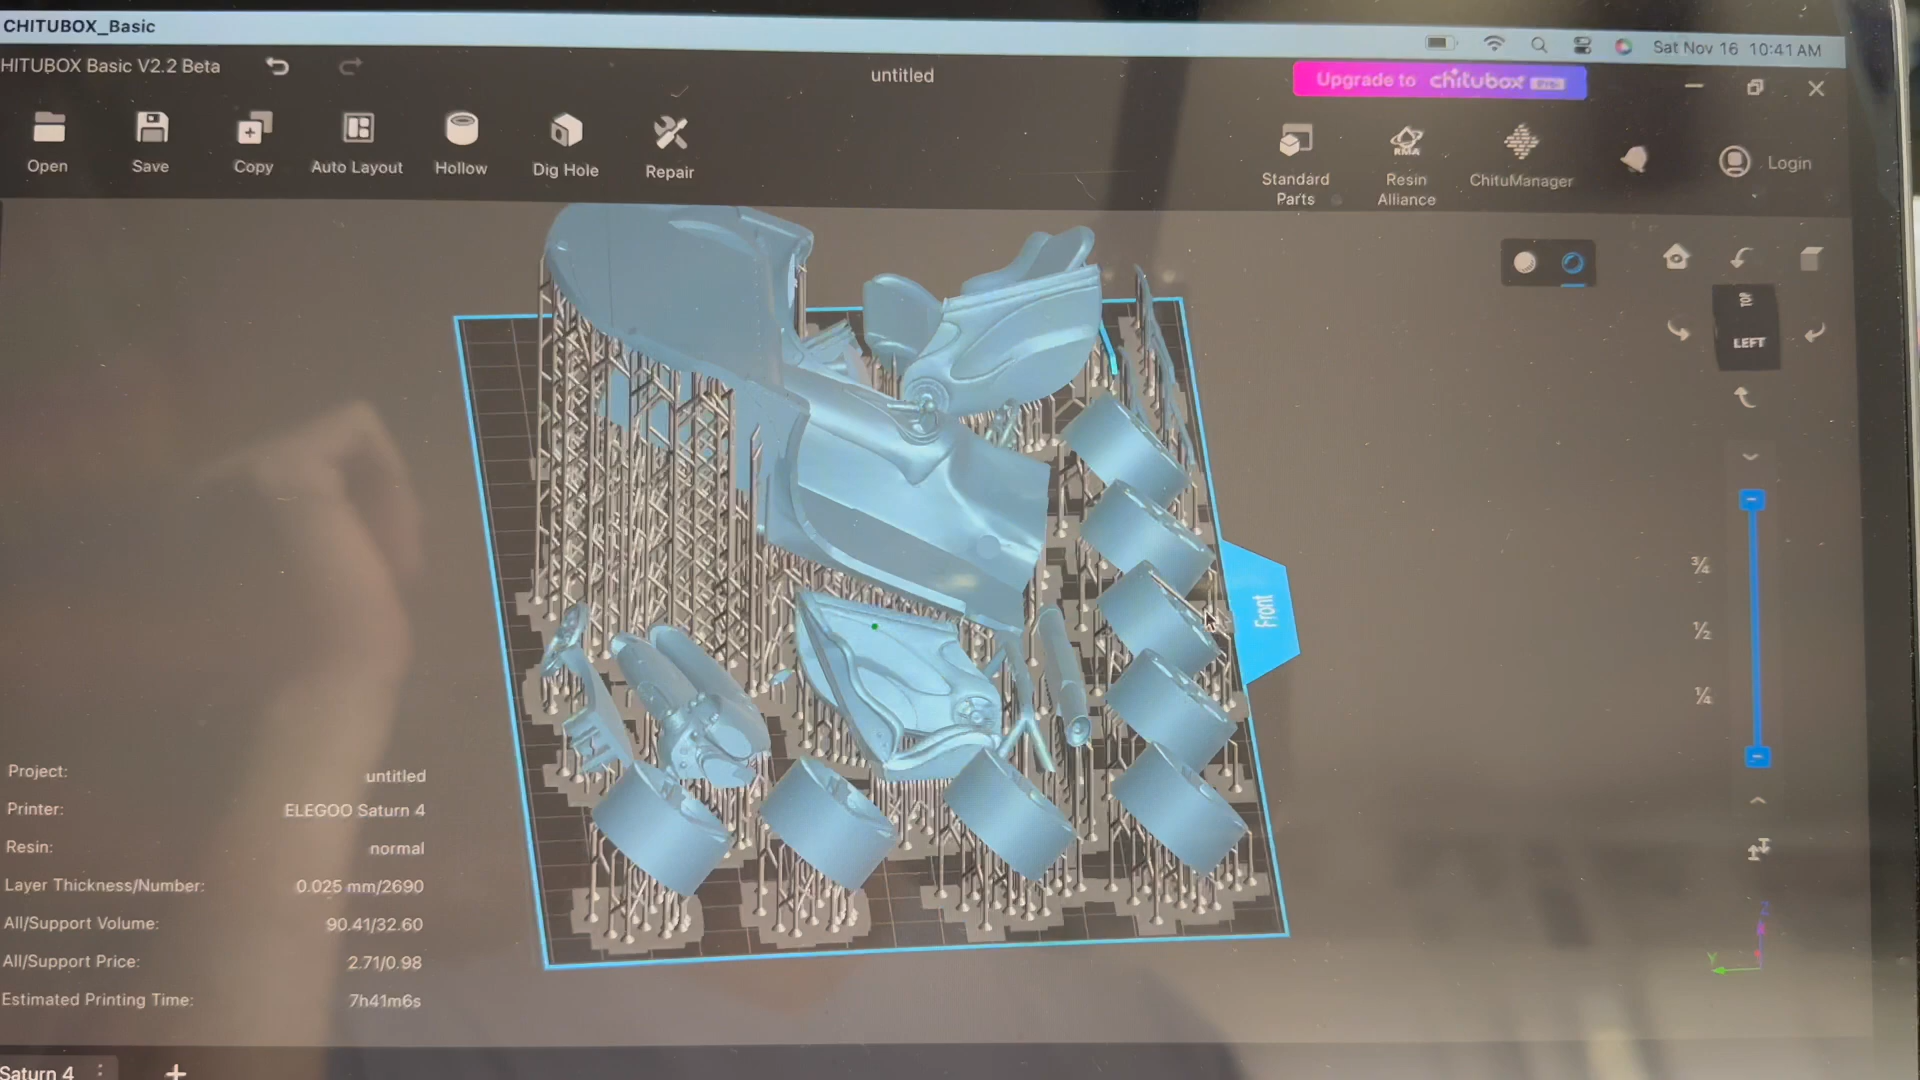 CHITUBOX_Basic
Sat Nov 16 10:41 AM
HITUBOX Basic V2.2 Beta
untitled
Upgrade to chitubox PRO
Open
Save
Copy
Auto Layout
Hollow
Dig Hole
Repair
Standard
Parts
RMA
Resin
Alliance
ChituManager
Login
TOP
LEFT
3/4
1/2
1/4
Front
Project: untitled
Printer: ELEGOO Saturn 4
Resin: normal
Layer Thickness/Number: 0.025 mm/2690
All/Support Volume: 90.41/32.60
All/Support Price: 2.71/0.98
Estimated Printing Time: 7h41m6s
Z
Y
Saturn 4